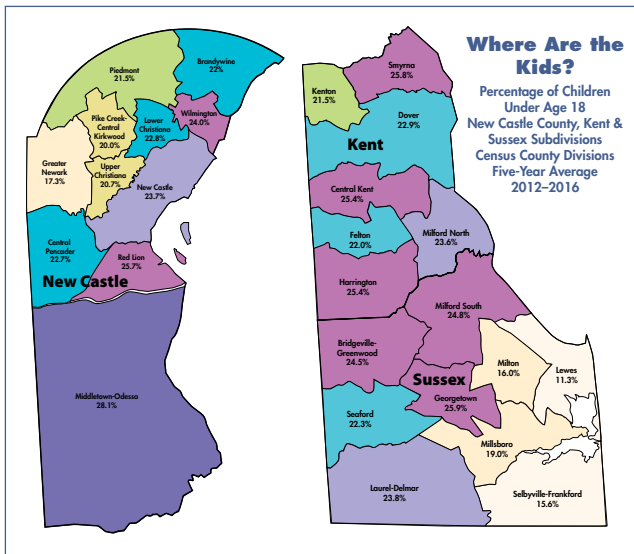 Where Are the
Kids?
Percentage of Children
Under Age 18
New Castle County, Kent &
Sussex Subdivisions
Census County Divisions
Five-Year Average
2012–2016
Piedmont
21.5%
Brandywine
22%
Pike Creek-
Central
Kirkwood
20.0%
Lower
Christiana
22.8%
Wilmington
24.0%
Greater
Newark
17.3%
Upper
Christiana
20.7%
New Castle
23.7%
Central
Pencader
22.7%
Red Lion
25.7%
New Castle
Middletown-Odessa
28.1%
Smyrna
25.8%
Kenton
21.5%
Dover
22.9%
Kent
Central Kent
25.4%
Felton
22.0%
Milford North
23.6%
Harrington
25.4%
Milford South
24.8%
Bridgeville-
Greenwood
24.5%
Milton
16.0%
Lewes
11.3%
Sussex
Georgetown
25.9%
Seaford
22.3%
Millsboro
19.0%
Laurel-Delmar
23.8%
Selbyville-Frankford
15.6%